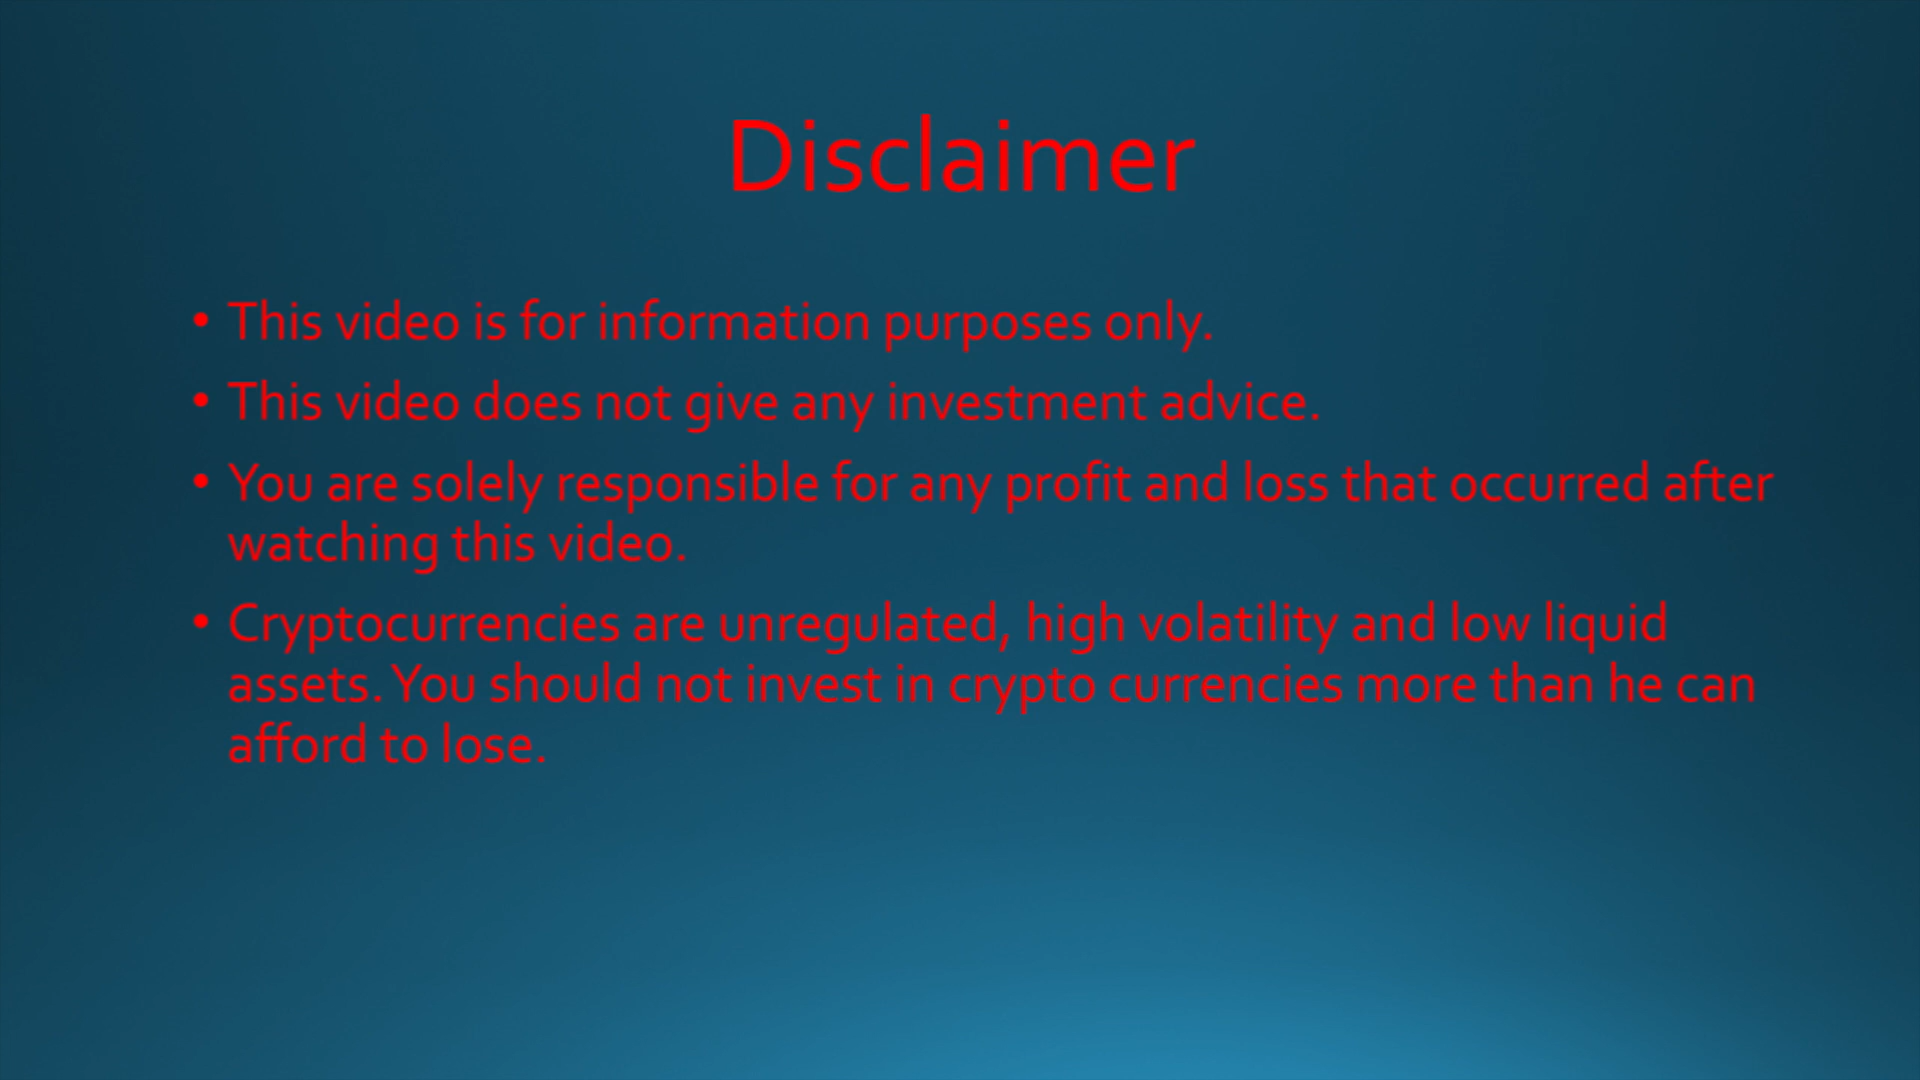 Disclaimer
• This video is for information purposes only.
• This video does not give any investment advice.
• You are solely responsible for any profit and loss that occurred after
watching this video.
• Cryptocurrencies are unregulated, high volatility and low liquid
assets. You should not invest in crypto currencies more than he can
afford to lose.